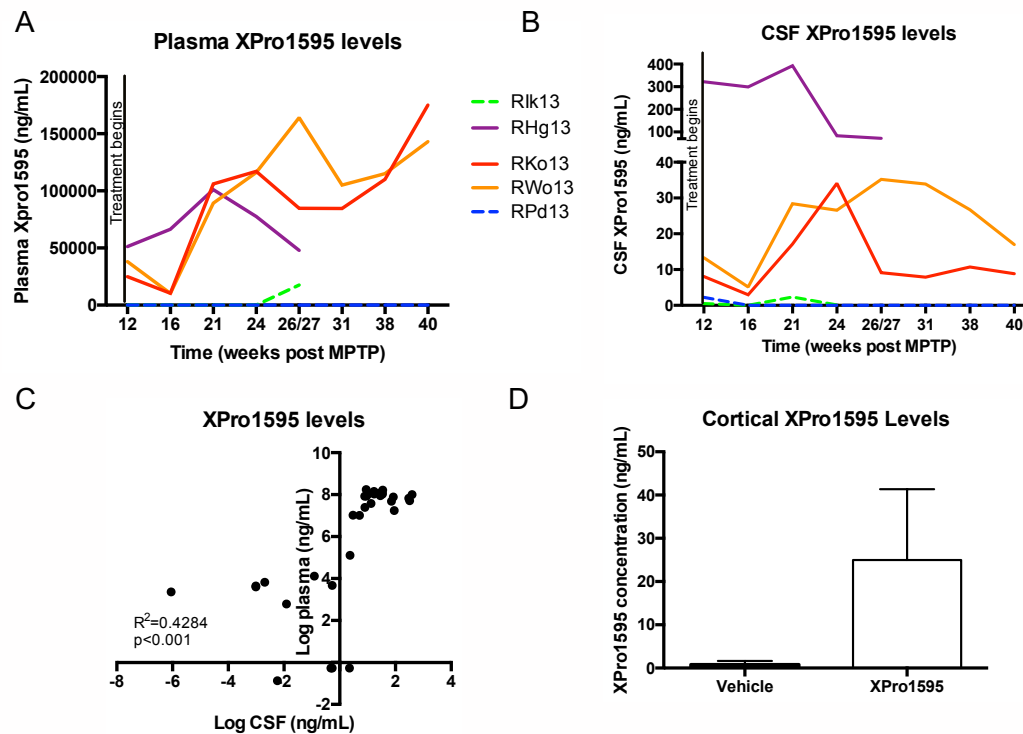 A
Plasma XPro1595 levels
Plasma Xpro1595 (ng/mL)
200000
150000
100000
50000
0
Treatment begins
12 16 21 24 26/27 31 38 40
Time (weeks post MPTP)
RIk13
RHg13
RKo13
RWo13
RPd13
B
CSF XPro1595 levels
CSF XPro1595 (ng/mL)
400
300
200
100
40
30
20
10
0
Treatment begins
12 16 21 24 26/27 31 38 40
Time (weeks post MPTP)
C
XPro1595 levels
Log plasma (ng/mL)
10
8
6
4
2
-2
R2=0.4284
p<0.001
-8 -6 -4 -2 0 2 4
Log CSF (ng/mL)
D
Cortical XPro1595 Levels
XPro1595 concentration (ng/mL)
50
40
30
20
10
0
Vehicle XPro1595